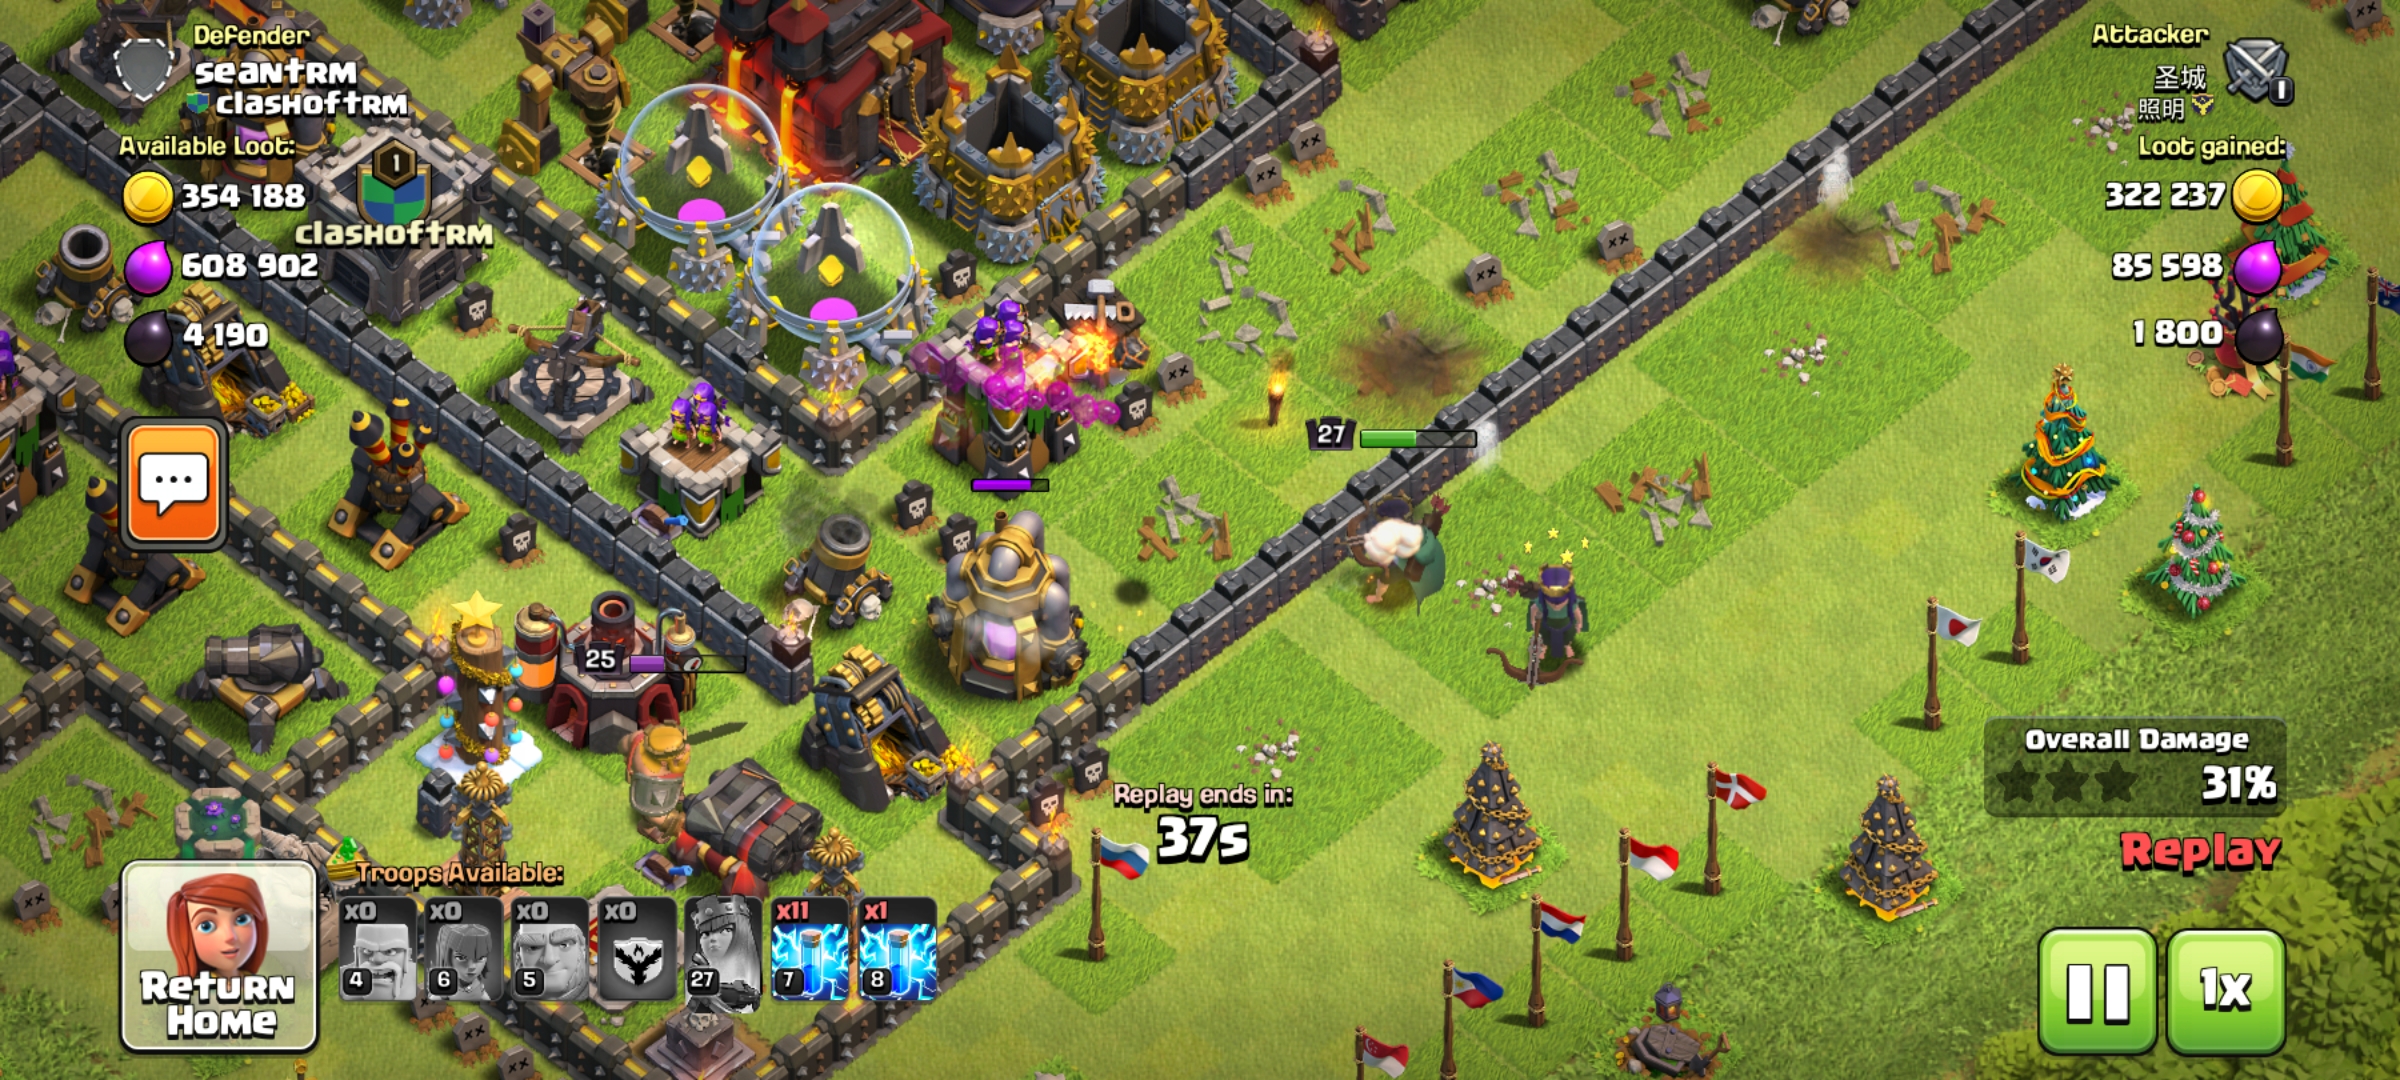 Defender
seantRM
clashoftRM
Available Loot:
354 188
608 902
4 190
1
clashoftRM
Attacker
圣城
照明
1
Loot gained:
322 237
85 598
1 800
27
25
Replay ends in:
37s
Overall Damage
31%
Replay
Return
Home
Troops Available:
x0 x0 x0 x0 x11 x1
4 6 5 27 7 8
1x